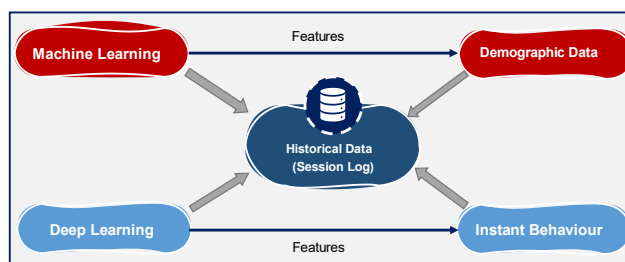 Features
Machine Learning
Demographic Data
Historical Data
(Session Log)
Deep Learning
Instant Behaviour
Features